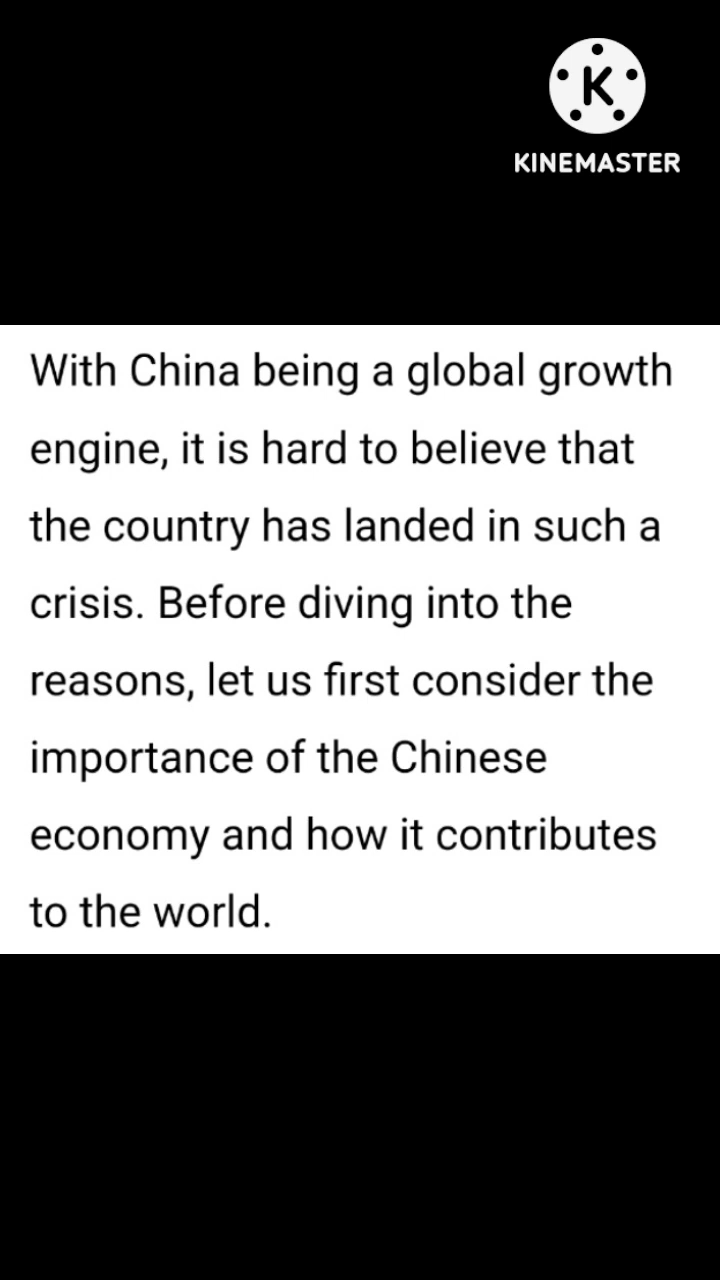 K
KINEMASTER
With China being a global growth
engine, it is hard to believe that
the country has landed in such a
crisis. Before diving into the
reasons, let us first consider the
importance of the Chinese
economy and how it contributes
to the world.